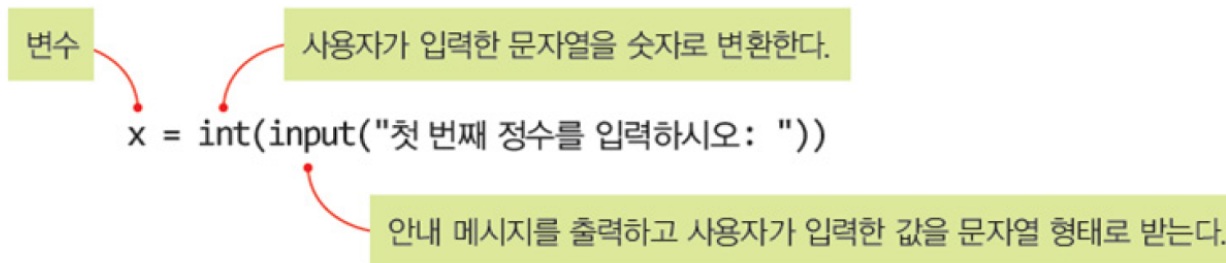 변수
사용자가 입력한 문자열을 숫자로 변환한다.
x = int(input("첫 번째 정수를 입력하시오: "))
안내 메시지를 출력하고 사용자가 입력한 값을 문자열 형태로 받는다.